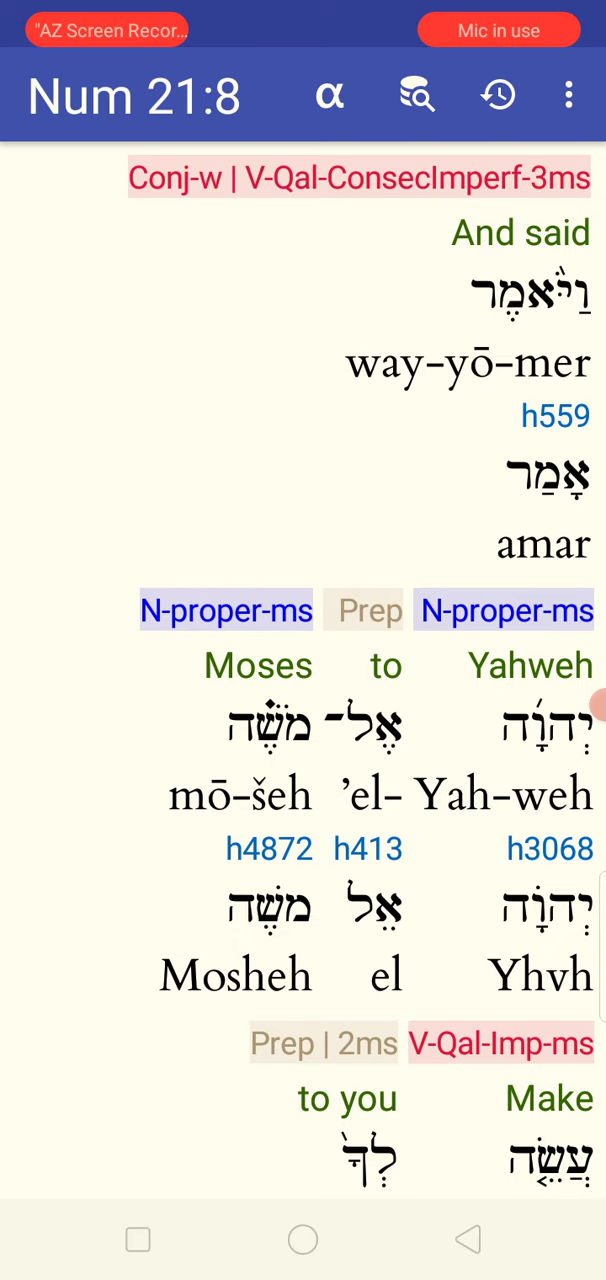 "AZ Screen Recor... Mic in use
Num 21:8 α
Conj-w | V-Qal-ConsecImperf-3ms
And said
וַיֹּ֨אמֶר
way-yō-mer
h559
אָמַר
amar
N-proper-ms Prep N-proper-ms
Moses to Yahweh
יְהוָ֜ה אֶל־ מֹשֶׁ֗ה
mō-šeh ’el- Yah-weh
h4872 h413 h3068
יְהֹוָה אֵל מֹשֶׁה
Mosheh el Yhvh
Prep | 2ms V-Qal-Imp-ms
to you Make
עֲשֵׂ֤ה לְךָ֙